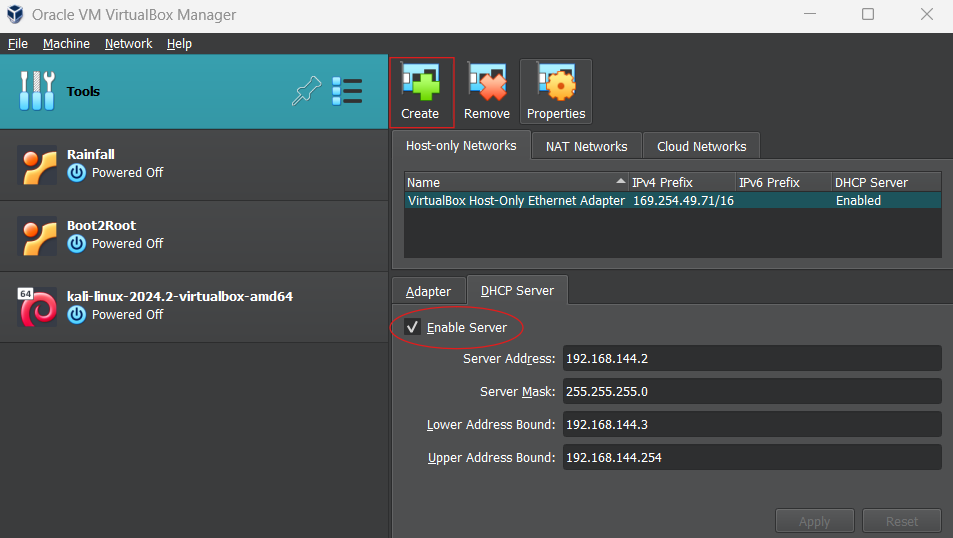 Oracle VM VirtualBox Manager
File Machine Network Help
Tools
Create Remove Properties
Rainfall
Powered Off
Boot2Root
Powered Off
64
kali-linux-2024.2-virtualbox-amd64
Powered Off
Host-only Networks NAT Networks Cloud Networks
Name IPv4 Prefix IPv6 Prefix DHCP Server
VirtualBox Host-Only Ethernet Adapter 169.254.49.71/16 Enabled
Adapter DHCP Server
Enable Server
Server Address: 192.168.144.2
Server Mask: 255.255.255.0
Lower Address Bound: 192.168.144.3
Upper Address Bound: 192.168.144.254
Apply Reset